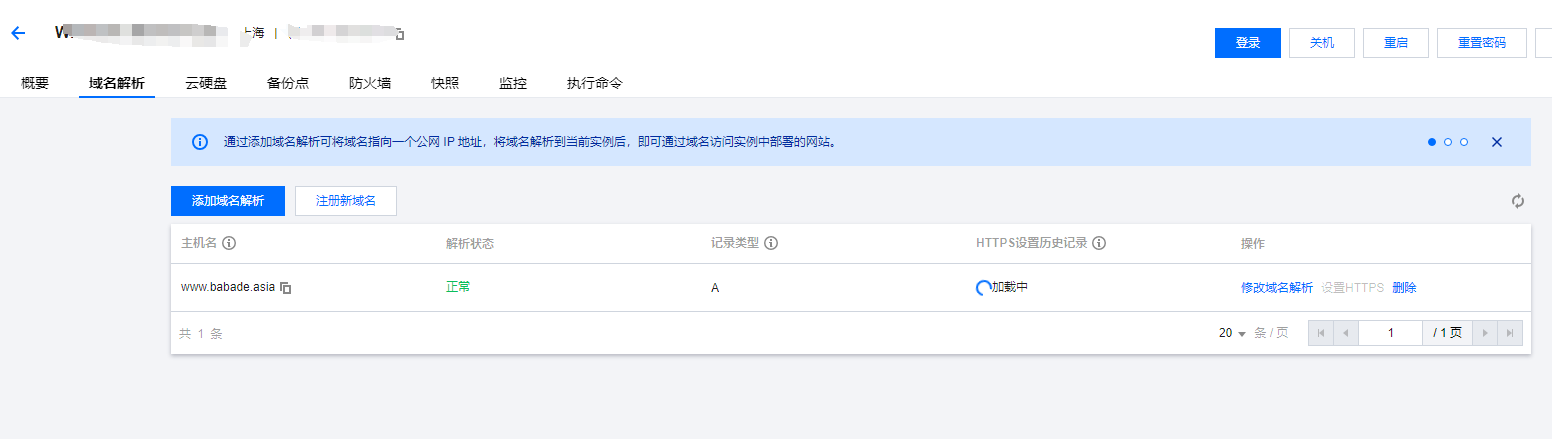 上海 |
登录 关机 重启 重置密码
概要 域名解析 云硬盘 备份点 防火墙 快照 监控 执行命令
通过添加域名解析可将域名指向一个公网 IP 地址，将域名解析到当前实例后，即可通过域名访问实例中部署的网站。
添加域名解析 注册新域名
主机名 解析状态 记录类型 HTTPS设置历史记录 操作
www.babade.asia 正常 A 加载中 修改域名解析 设置HTTPS 删除
共 1 条 20 条 / 页 1 / 1 页